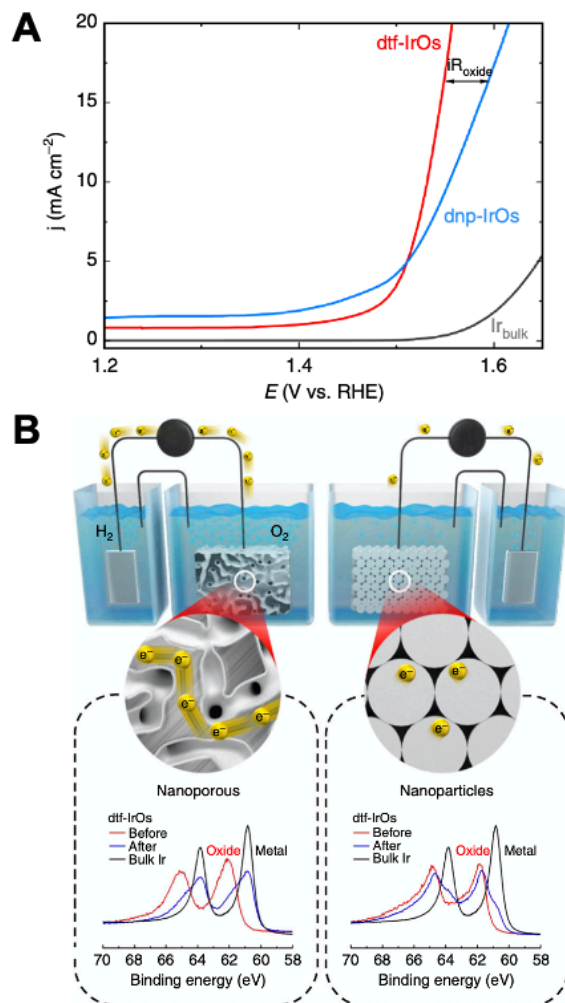 A
20
15
10
5
0
j (mA cm⁻²)
dtf-IrOs
iR_oxide
dnp-IrOs
Ir_bulk
1.2 1.4 1.6
E (V vs. RHE)
B
H₂ O₂
e⁻ e⁻ e⁻ e⁻ e⁻
e⁻ e⁻ e⁻
Nanoporous
Nanoparticles
dtf-IrOs
Before
After
Bulk Ir
Oxide
Metal
70 68 66 64 62 60 58
Binding energy (eV)
dtf-IrOs
Before
After
Bulk Ir
Oxide
Metal
70 68 66 64 62 60 58
Binding energy (eV)